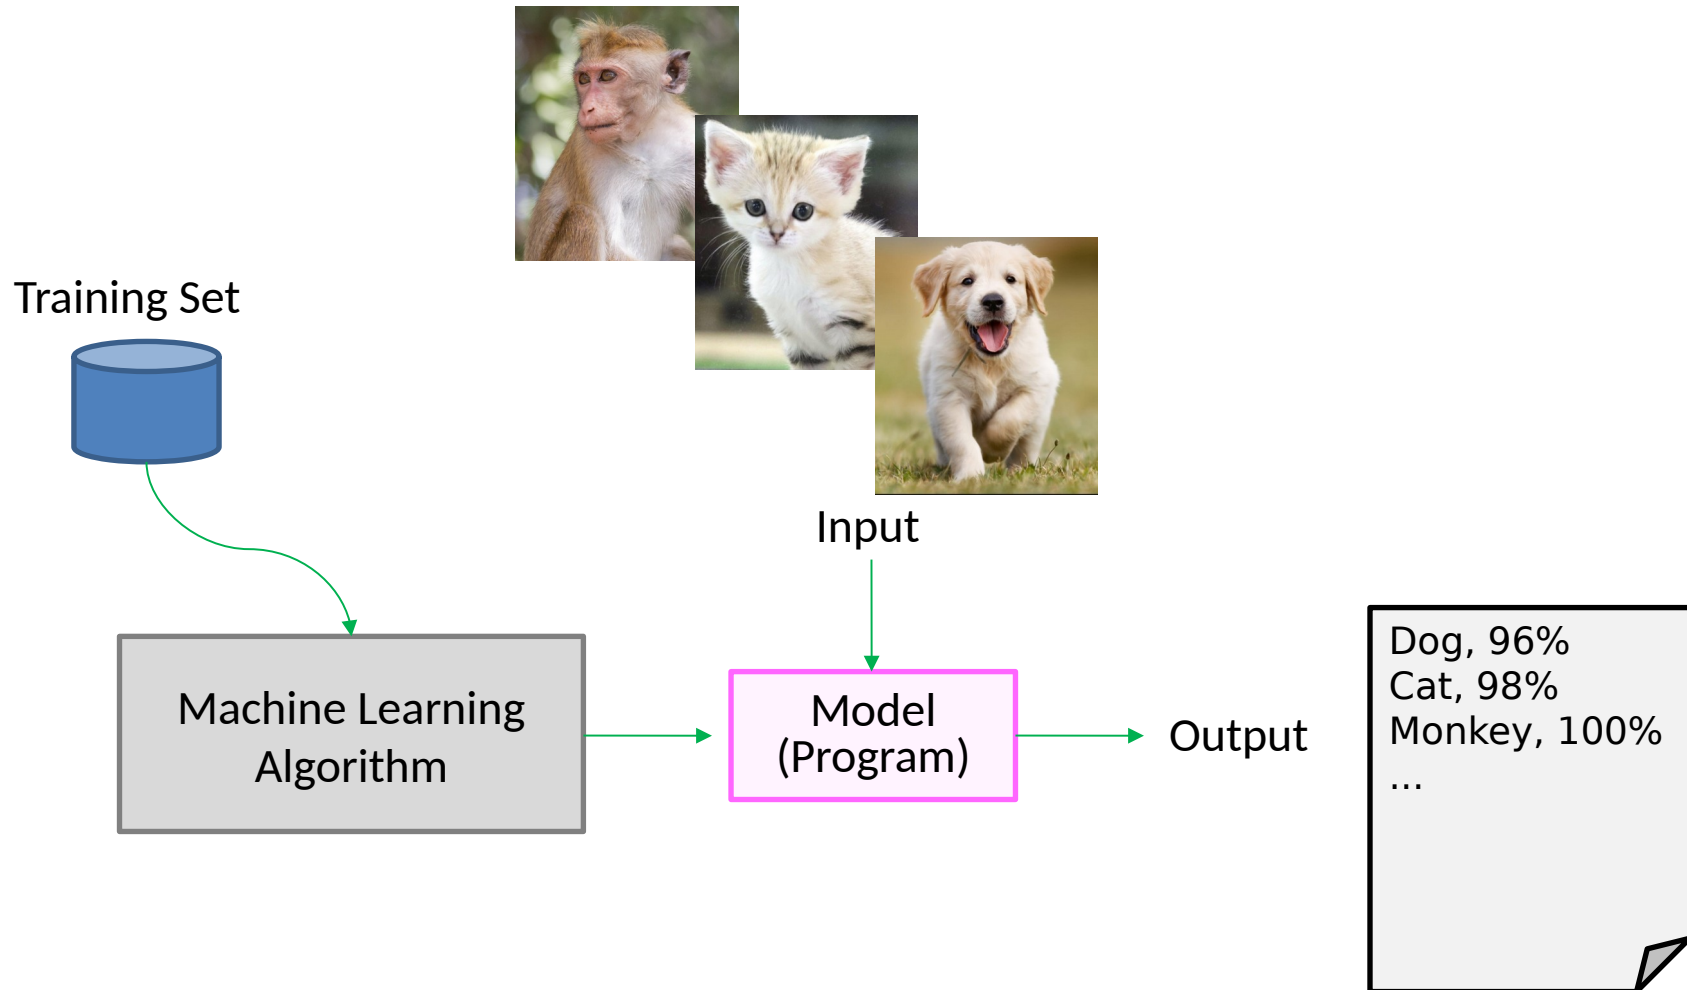 Training Set
Input
Machine Learning
Algorithm
Model
(Program)
Output
Dog, 96%
Cat, 98%
Monkey, 100%
...